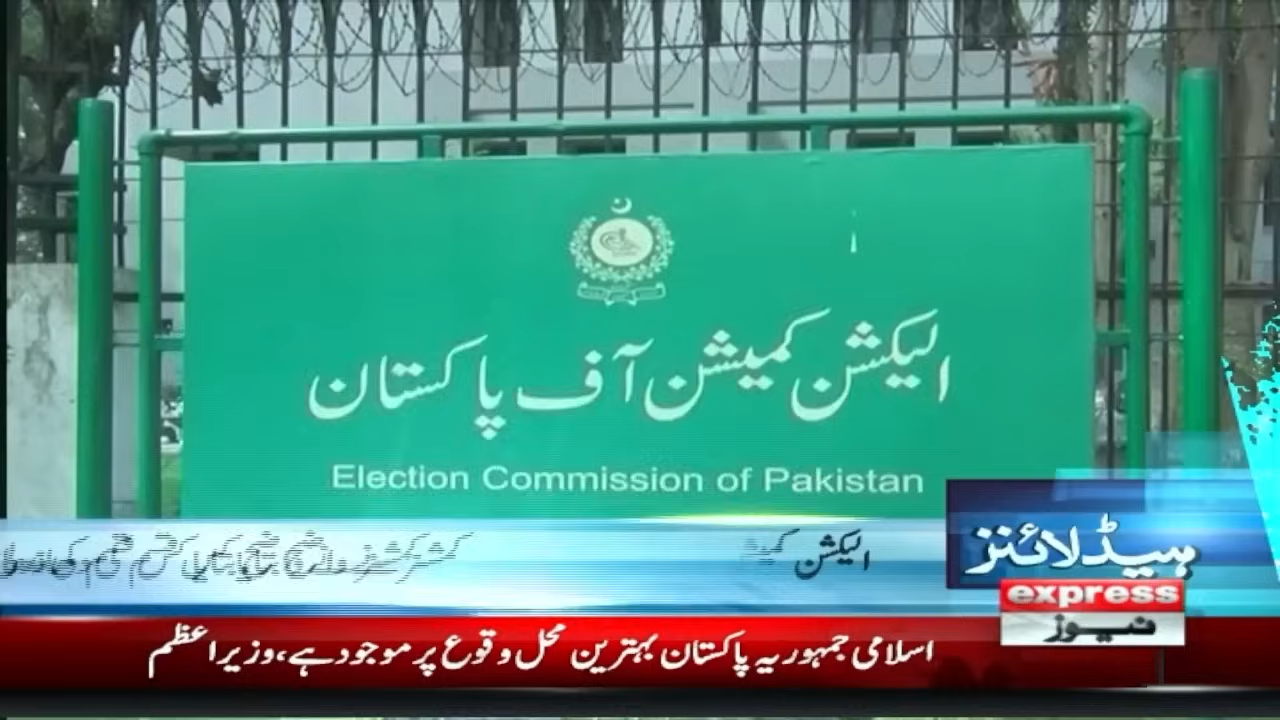 الیکشن کمیشن آف پاکستان
Election Commission of Pakistan
ہیڈلائنز
الیکشن
express
نیوز
اسلامی جمہوریہ پاکستان بہترین محل وقوع پر موجود ہے، وزیراعظم